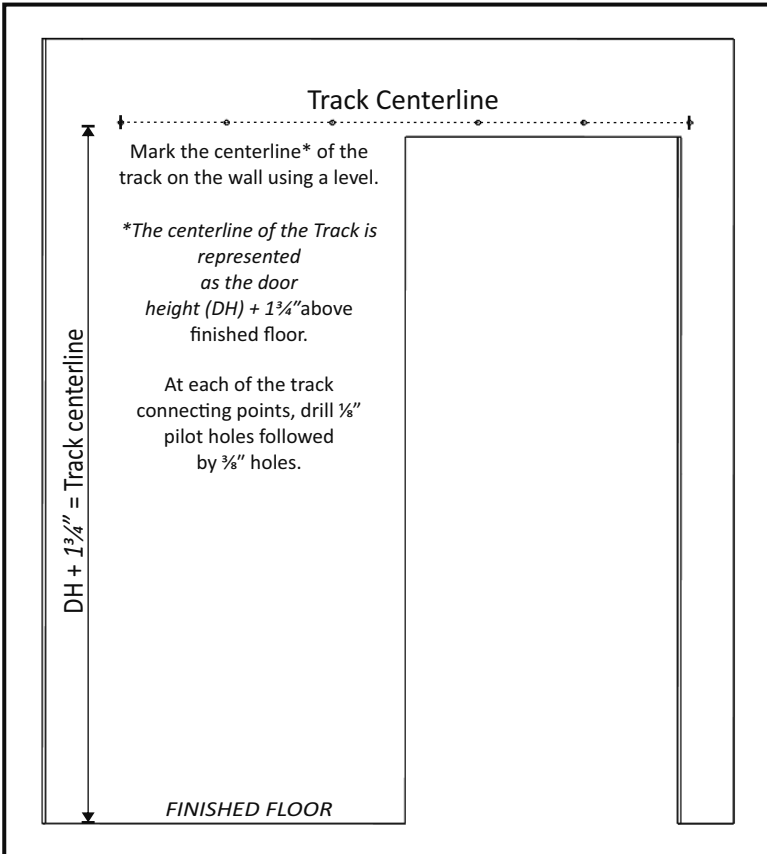 Track Centerline
Mark the centerline* of the
track on the wall using a level.
*The centerline of the Track is
represented
as the door
height (DH) + 1¾″above
finished floor.
At each of the track
connecting points, drill ⅛”
pilot holes followed
by ⅜” holes.
DH + 1¾” = Track centerline
FINISHED FLOOR